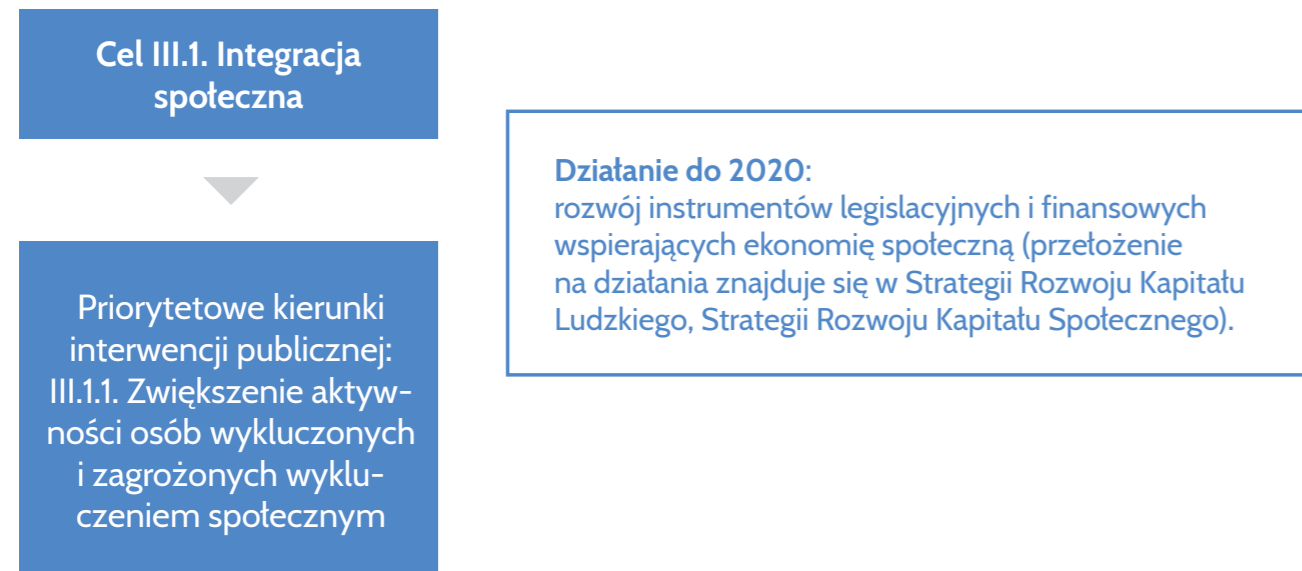 Cel III.1. Integracja
społeczna
Priorytetowe kierunki
interwencji publicznej:
III.1.1. Zwiększenie aktyw-
ności osób wykluczonych
i zagrożonych wyklu-
czeniem społecznym
Działanie do 2020:
rozwój instrumentów legislacyjnych i finansowych
wspierających ekonomię społeczną (przełożenie
na działania znajduje się w Strategii Rozwoju Kapitału
Ludzkiego, Strategii Rozwoju Kapitału Społecznego).